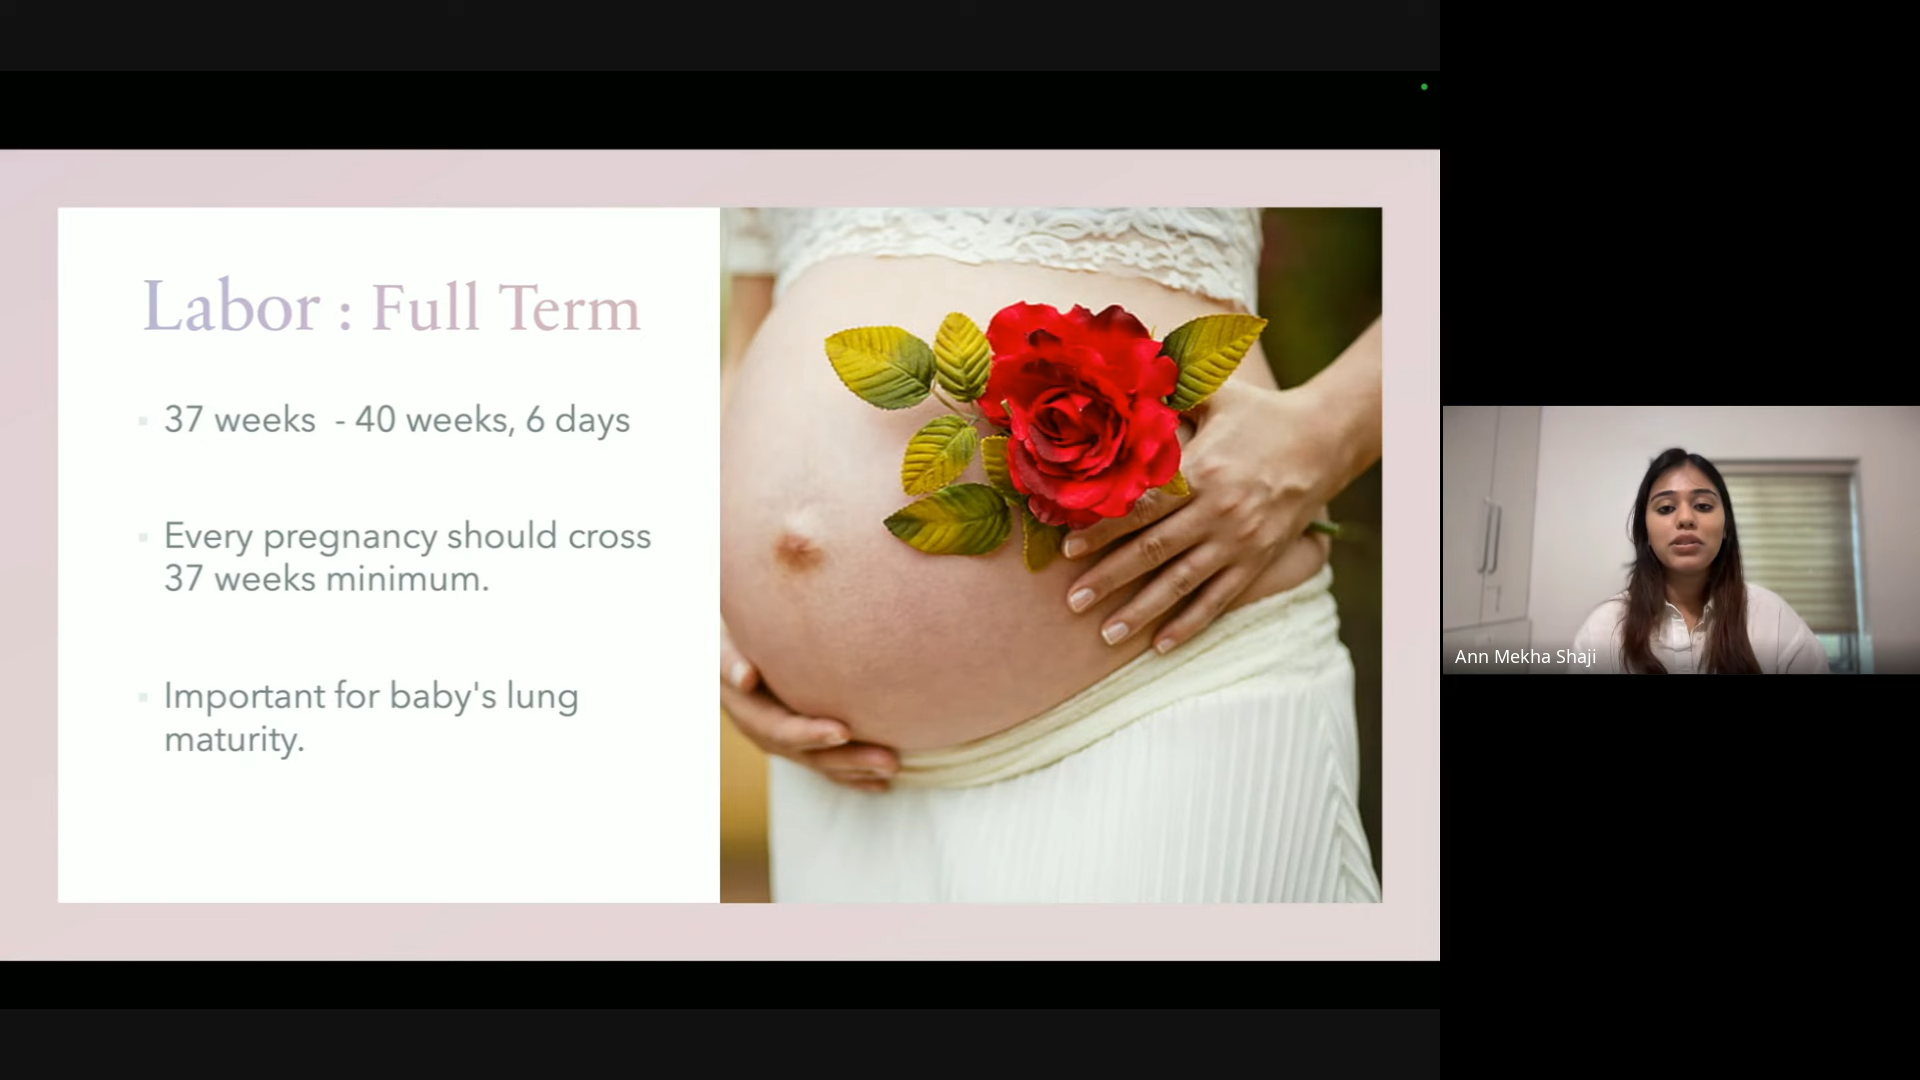 Labor : Full Term
37 weeks - 40 weeks, 6 days
Every pregnancy should cross
37 weeks minimum.
Important for baby's lung
maturity.
Ann Mekha Shaji